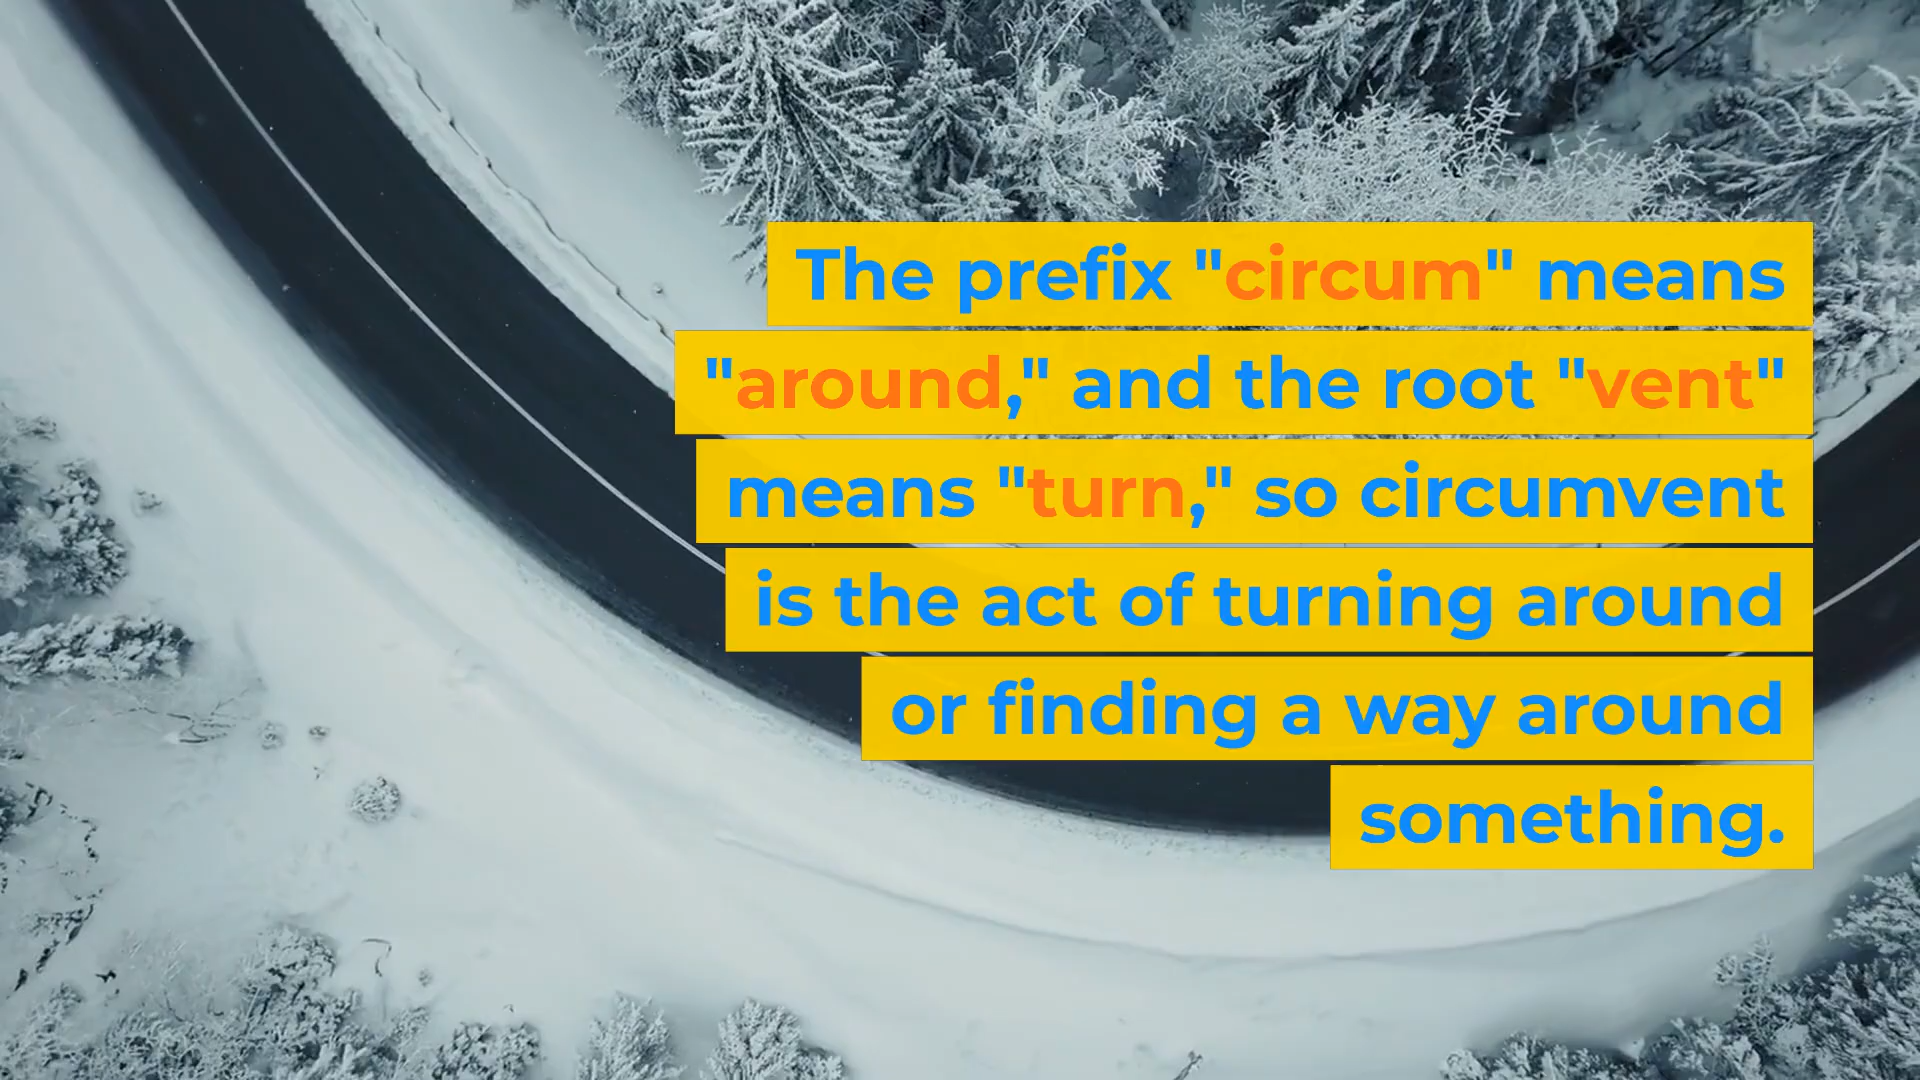 The prefix "circum" means
"around," and the root "vent"
means "turn," so circumvent
is the act of turning around
or finding a way around
something.